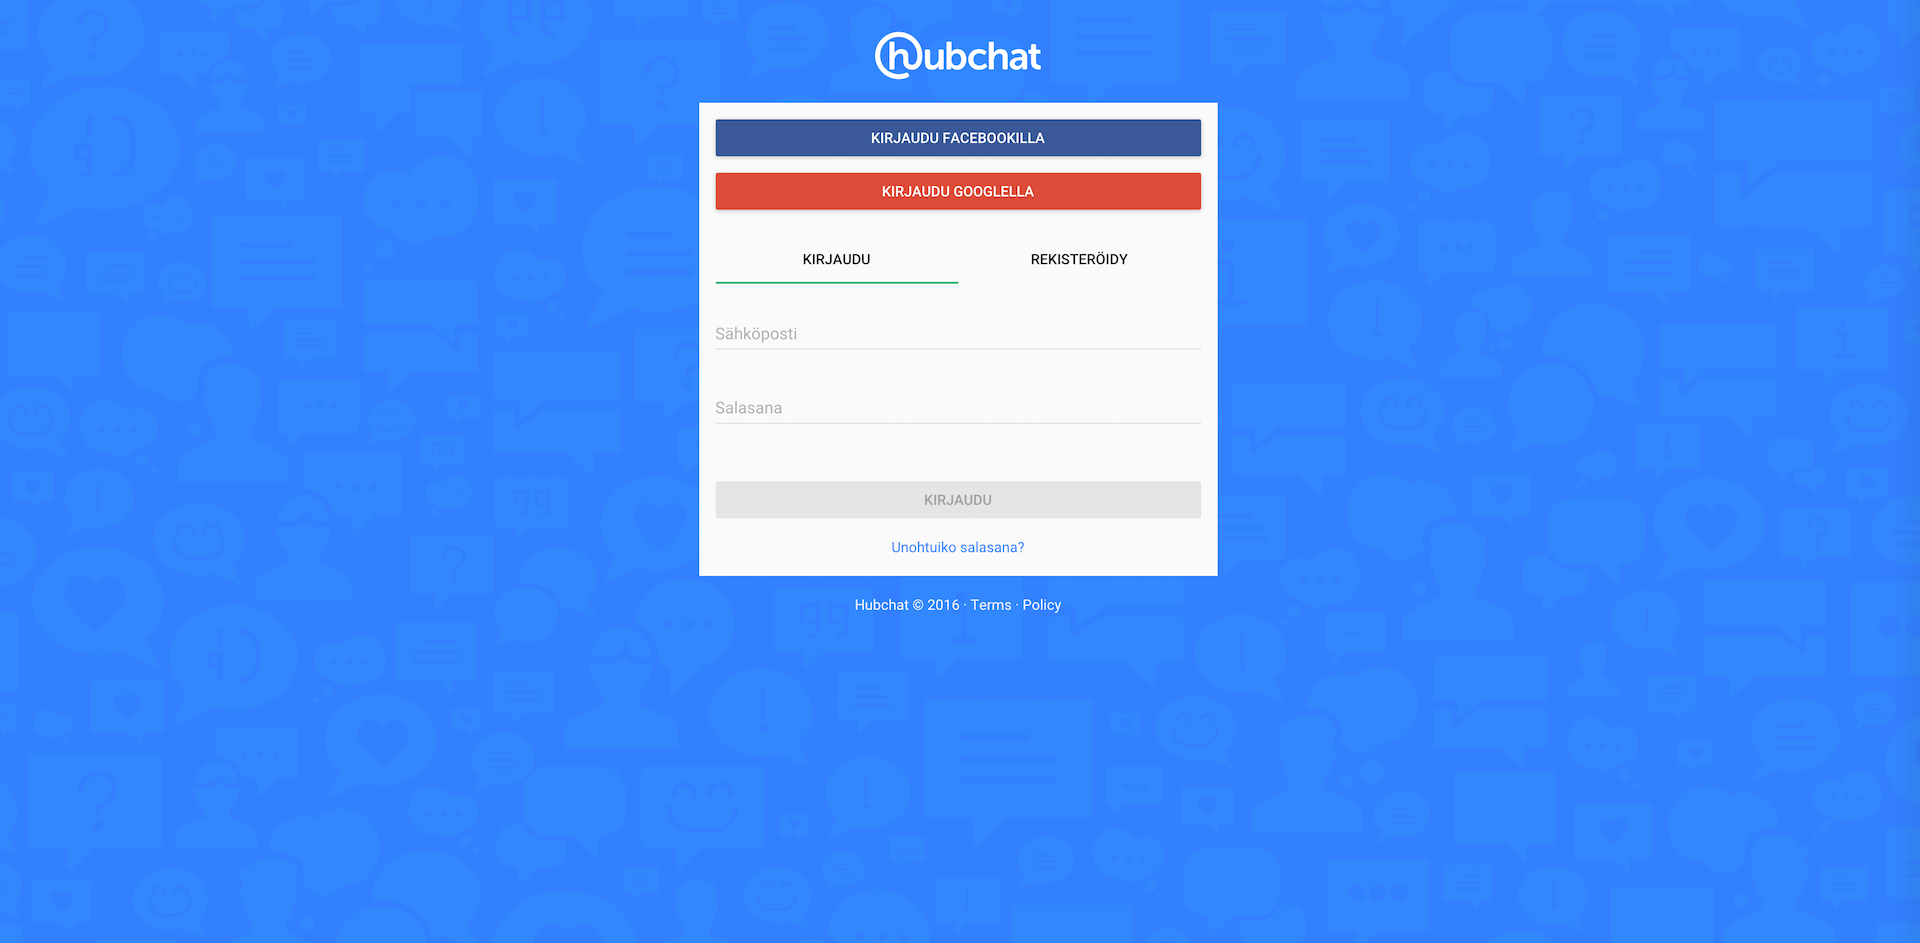 hubchat
KIRJAUDU FACEBOOKILLA
KIRJAUDU GOOGLELLA
KIRJAUDU
REKISTERÖIDY
Sähköposti
Salasana
KIRJAUDU
Unohtuiko salasana?
Hubchat © 2016 · Terms · Policy